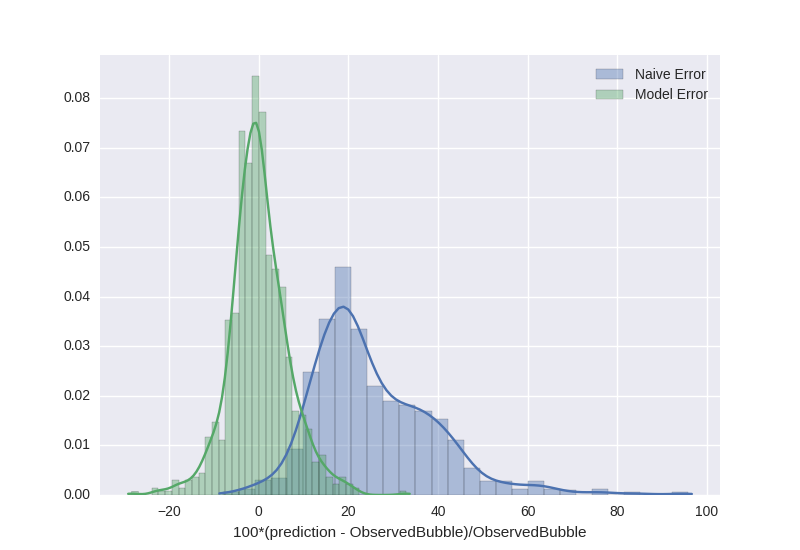 Naive Error
Model Error
0.08
0.07
0.06
0.05
0.04
0.03
0.02
0.01
0.00
−20 0 20 40 60 80 100
100*(prediction - ObservedBubble)/ObservedBubble